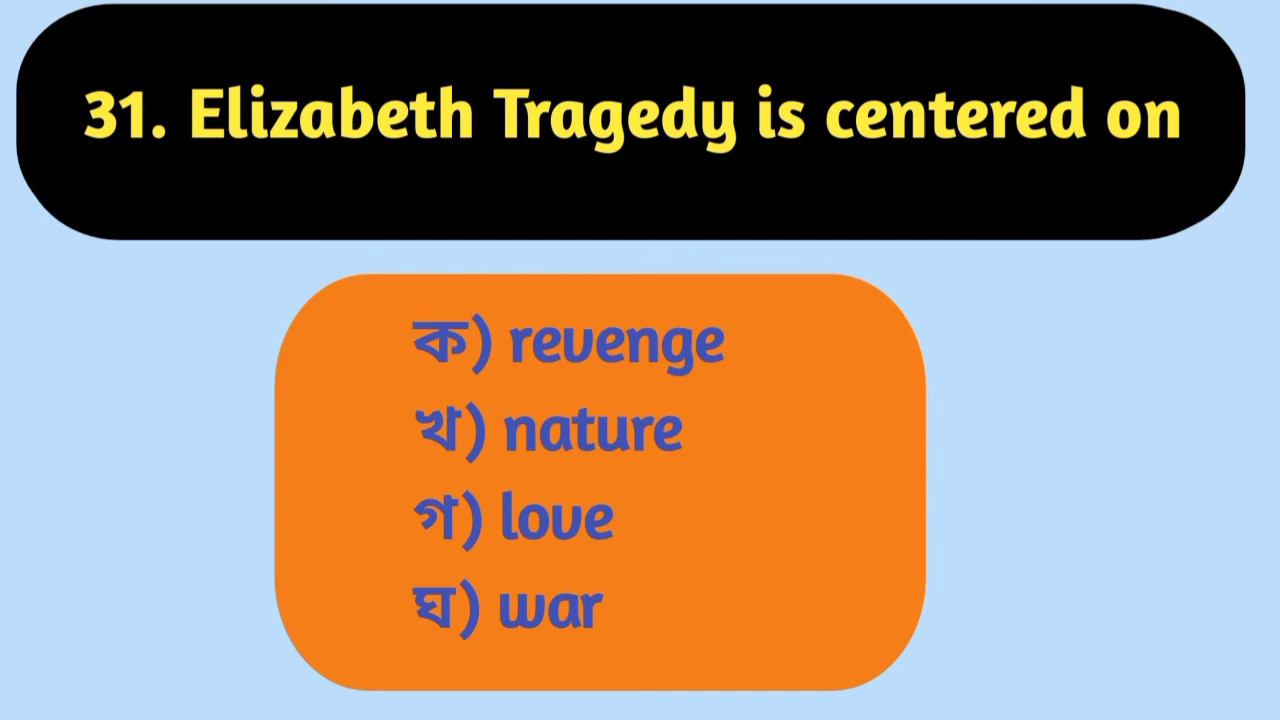 31. Elizabeth Tragedy is centered on
ক) revenge
খ) nature
গ) love
ঘ) war